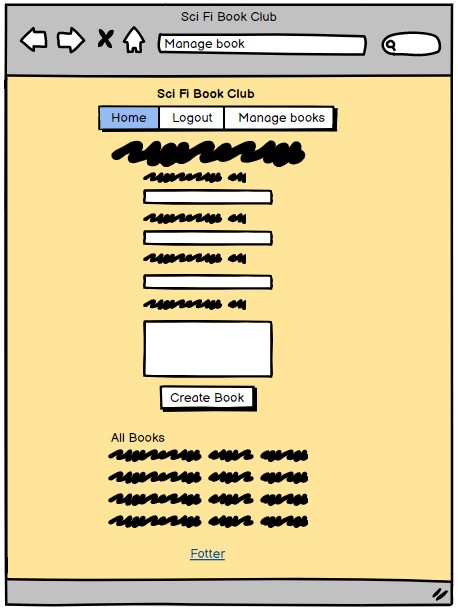 Sci Fi Book Club
Manage book
Sci Fi Book Club
Home Logout Manage books
Create Book
All Books
Fotter